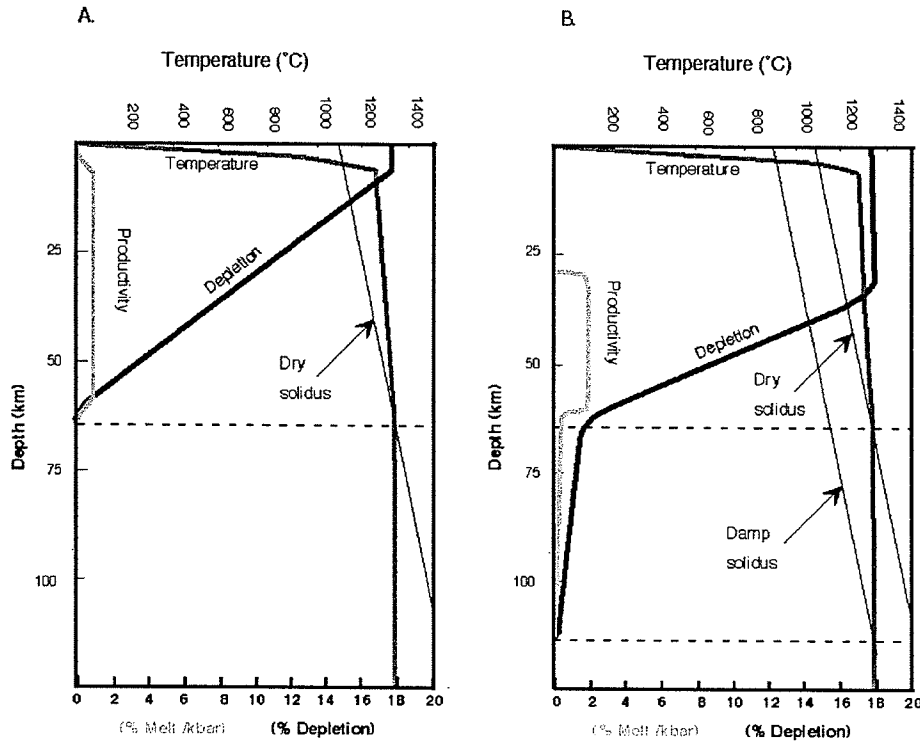 A.
Temperature (°C)
200 400 600 800 1000 1200 1400
Temperature
Productivity
Depletion
Dry
solidus
Depth (km)
25
50
75
100
0 2 4 6 8 10 12 14 16 18 20
(% Melt /kbar) (% Depletion)
B.
Temperature (°C)
200 400 600 800 1000 1200 1400
Temperature
Productivity
Depletion
Dry
solidus
Damp
solidus
Depth (km)
25
50
75
100
0 2 4 6 8 10 12 14 16 18 20
(% Melt /kbar) (% Depletion)